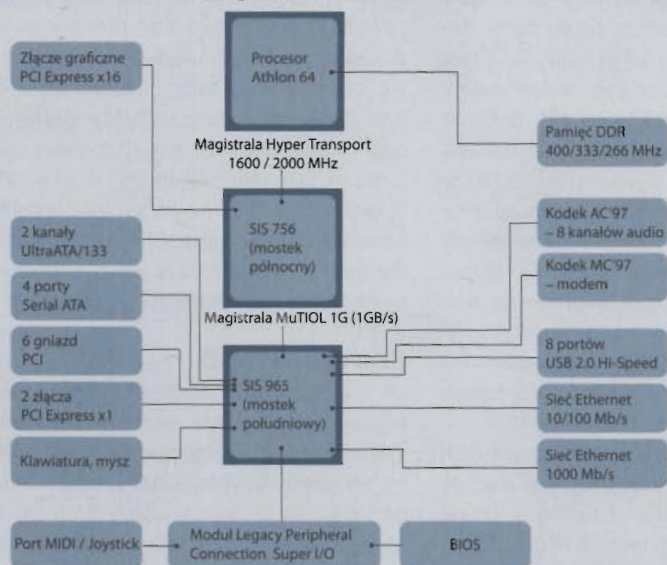 Złącze graficzne
PCI Express x16
Procesor
Athlon 64
Pamięć DDR
400/333/266 MHz
Magistrala Hyper Transport
1600 / 2000 MHz
2 kanały
UltraATA/133
SIS 756
(mostek
północny)
Kodek AC'97
– 8 kanałów audio
Kodek MC'97
– modem
4 porty
Serial ATA
Magistrala MuTIOL 1G (1GB/s)
6 gniazd
PCI
8 portów
USB 2.0 Hi-Speed
2 złącza
PCI Express x1
SIS 965
(mostek
południowy)
Sieć Ethernet
10/100 Mb/s
Klawiatura, mysz
Sieć Ethernet
1000 Mb/s
Port MIDI / Joystick
Moduł Legacy Peripheral
Connection Super I/O
BIOS